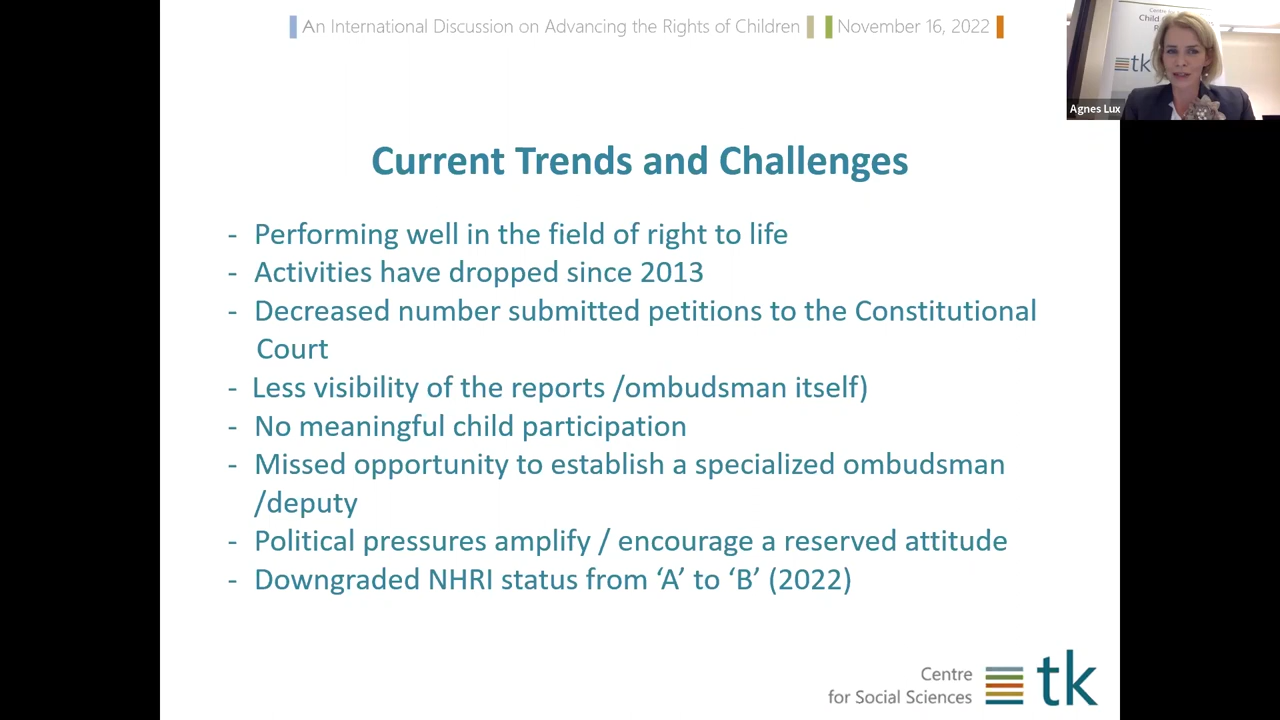 An International Discussion on Advancing the Rights of Children November 16, 2022
Agnes Lux
tk
Current Trends and Challenges
- Performing well in the field of right to life
- Activities have dropped since 2013
- Decreased number submitted petitions to the Constitutional
Court
- Less visibility of the reports /ombudsman itself)
- No meaningful child participation
- Missed opportunity to establish a specialized ombudsman
/deputy
- Political pressures amplify / encourage a reserved attitude
- Downgraded NHRI status from ‘A’ to ‘B’ (2022)
Centre
for Social Sciences
tk